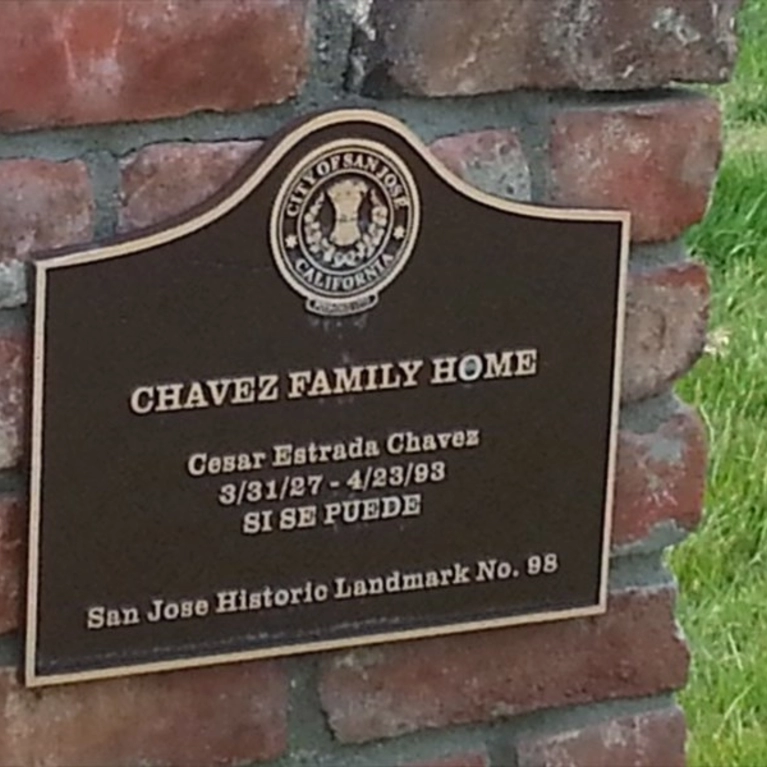 CITY OF SAN JOSE
CALIFORNIA
CHAVEZ FAMILY HOME
Cesar Estrada Chavez
3/31/27 - 4/23/93
SI SE PUEDE
San Jose Historic Landmark No. 98